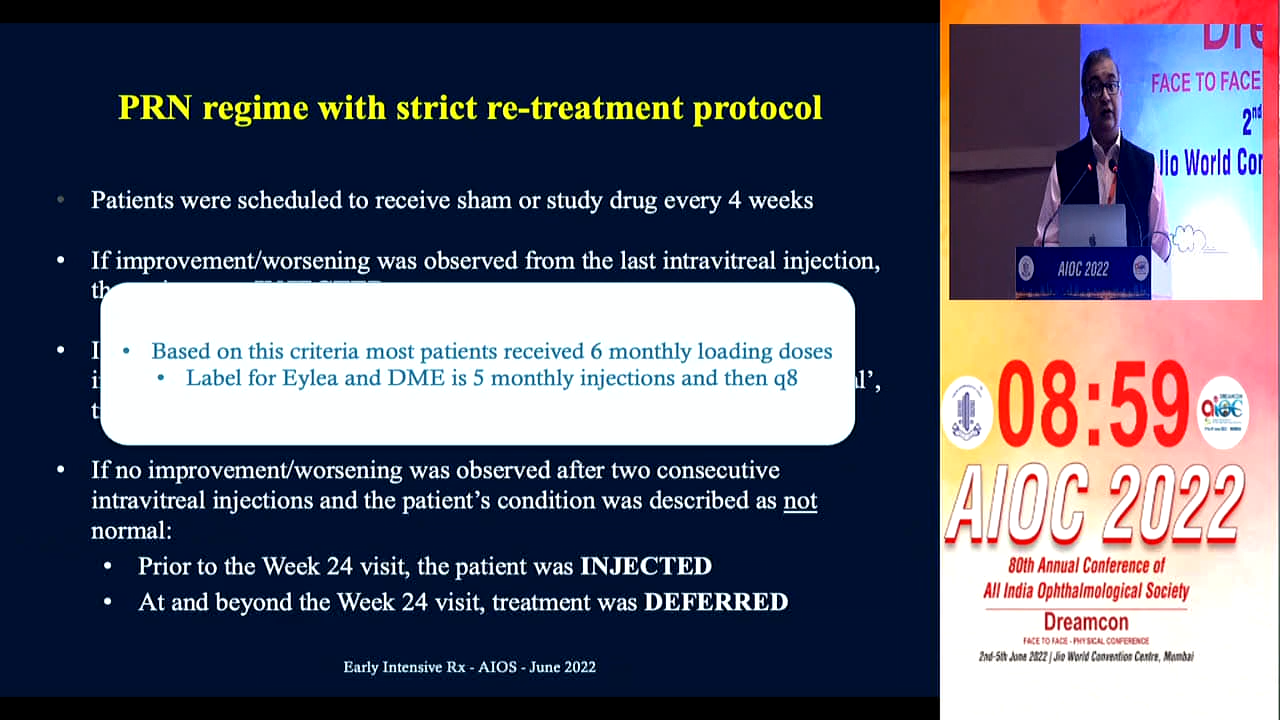 PRN regime with strict re-treatment protocol
• Patients were scheduled to receive sham or study drug every 4 weeks
• If improvement/worsening was observed from the last intravitreal injection,
• Based on this criteria most patients received 6 monthly loading doses
• Label for Eylea and DME is 5 monthly injections and then q8
• If no improvement/worsening was observed after two consecutive
intravitreal injections and the patient’s condition was described as not
normal:
• Prior to the Week 24 visit, the patient was INJECTED
• At and beyond the Week 24 visit, treatment was DEFERRED
Early Intensive Rx - AIOS - June 2022
FACE TO FACE
2nd
Jio World
AIOC 2022
08:59
AIOC 2022
80th Annual Conference of
All India Ophthalmological Society
Dreamcon
FACE TO FACE - PHYSICAL CONFERENCE
2nd-5th June 2022 | Jio World Convention Centre, Mumbai